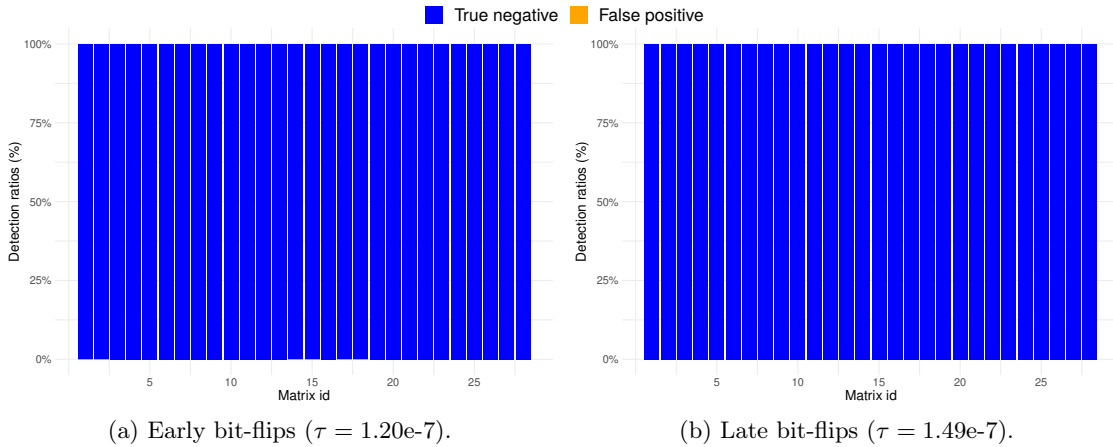 True negative False positive
100%
75%
50%
25%
0%
Detection ratios (%)
5 10 15 20 25
Matrix id
(a) Early bit-flips (τ = 1.20e-7).
100%
75%
50%
25%
0%
Detection ratios (%)
5 10 15 20 25
Matrix id
(b) Late bit-flips (τ = 1.49e-7).